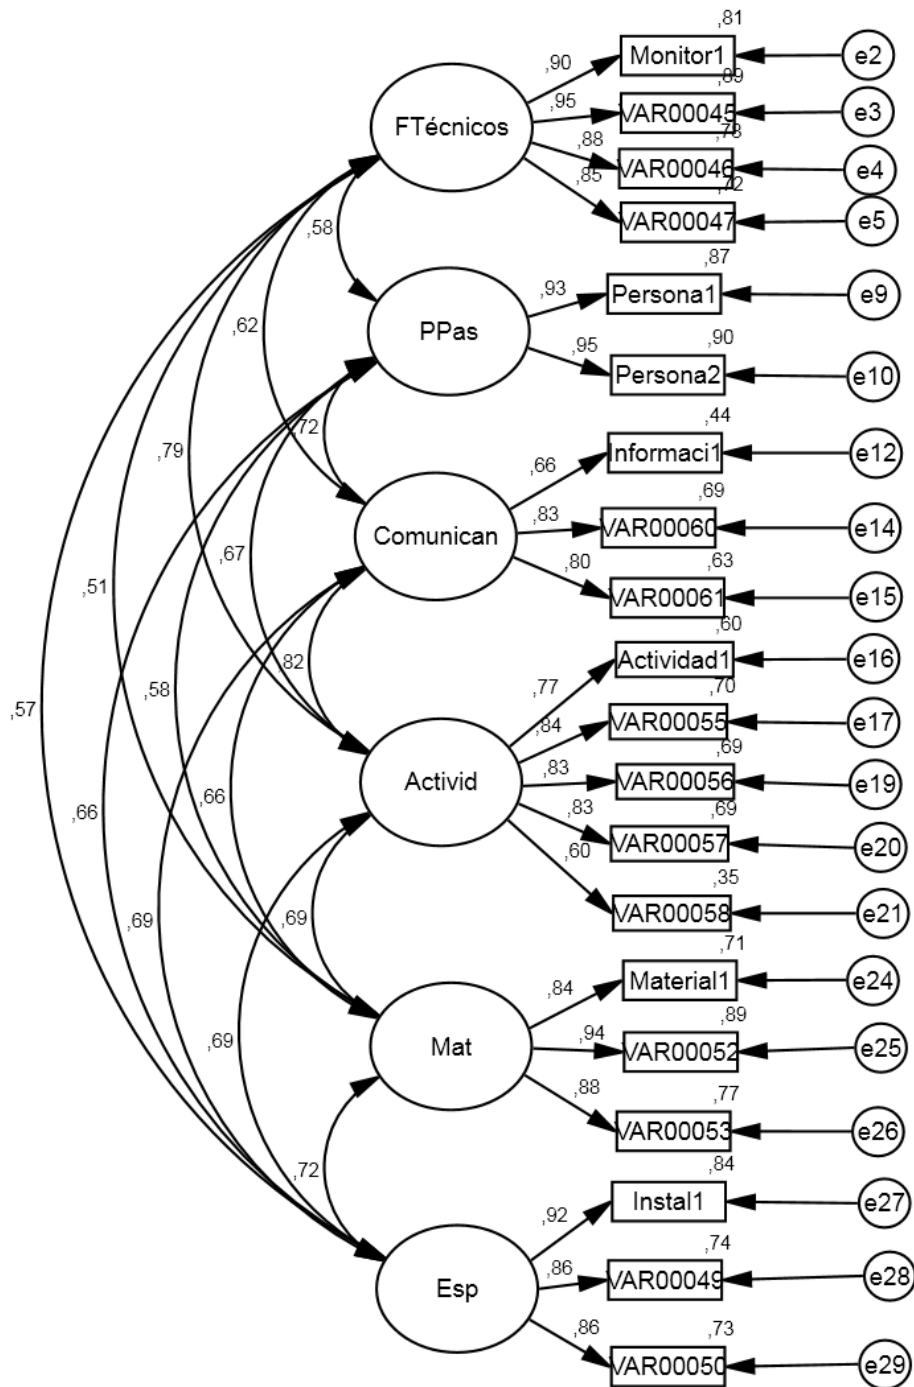 ,81
,90
Monitor1
e2
,89
,95
VAR00045
e3
FTécnicos
,78
,88
VAR00046
e4
,72
,85
VAR00047
e5
,58
,87
,93
Persona1
e9
,62
PPas
,90
,95
Persona2
e10
,72
,44
,79
,66
Informaci1
e12
,69
,83
VAR00060
e14
Comunican
,67
,63
,80
VAR00061
e15
,51
,60
Actividad1
e16
,82
,77
,58
,70
,84
VAR00055
e17
,57
,69
Activid
,83
VAR00056
e19
,66
,66
,69
,83
VAR00057
e20
,60
,35
VAR00058
e21
,69
,69
,71
,84
Material1
e24
,69
,89
Mat
,94
VAR00052
e25
,88
,77
VAR00053
e26
,72
,84
,92
Instal1
e27
,74
,86
VAR00049
e28
Esp
,86
,73
VAR00050
e29